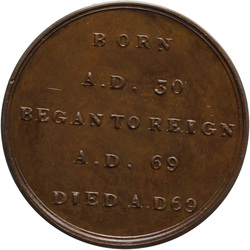 BORN
A.D. 30
BEGAN TO REIGN
A.D. 69
DIED A.D 69